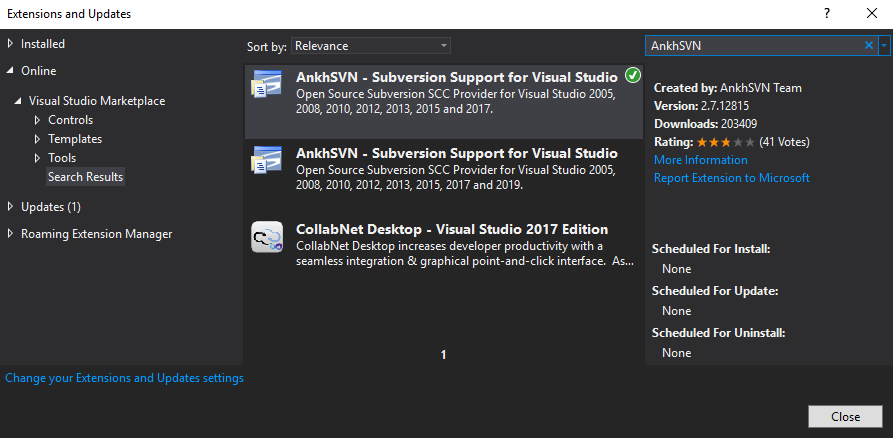 Extensions and Updates
? ✕
Installed
Online
Visual Studio Marketplace
Controls
Templates
Tools
Search Results
Updates (1)
Roaming Extension Manager
Change your Extensions and Updates settings
Sort by: Relevance
AnkhSVN - Subversion Support for Visual Studio
Open Source Subversion SCC Provider for Visual Studio 2005,
2008, 2010, 2012, 2013, 2015 and 2017.
AnkhSVN - Subversion Support for Visual Studio
Open Source Subversion SCC Provider for Visual Studio 2005,
2008, 2010, 2012, 2013, 2015, 2017 and 2019.
CollabNet Desktop - Visual Studio 2017 Edition
CollabNet Desktop increases developer productivity with a
seamless integration & graphical point-and-click interface. As...
1
AnkhSVN
Created by: AnkhSVN Team
Version: 2.7.12815
Downloads: 203409
Rating: ★★★★★ (41 Votes)
More Information
Report Extension to Microsoft
Scheduled For Install:
None
Scheduled For Update:
None
Scheduled For Uninstall:
None
Close